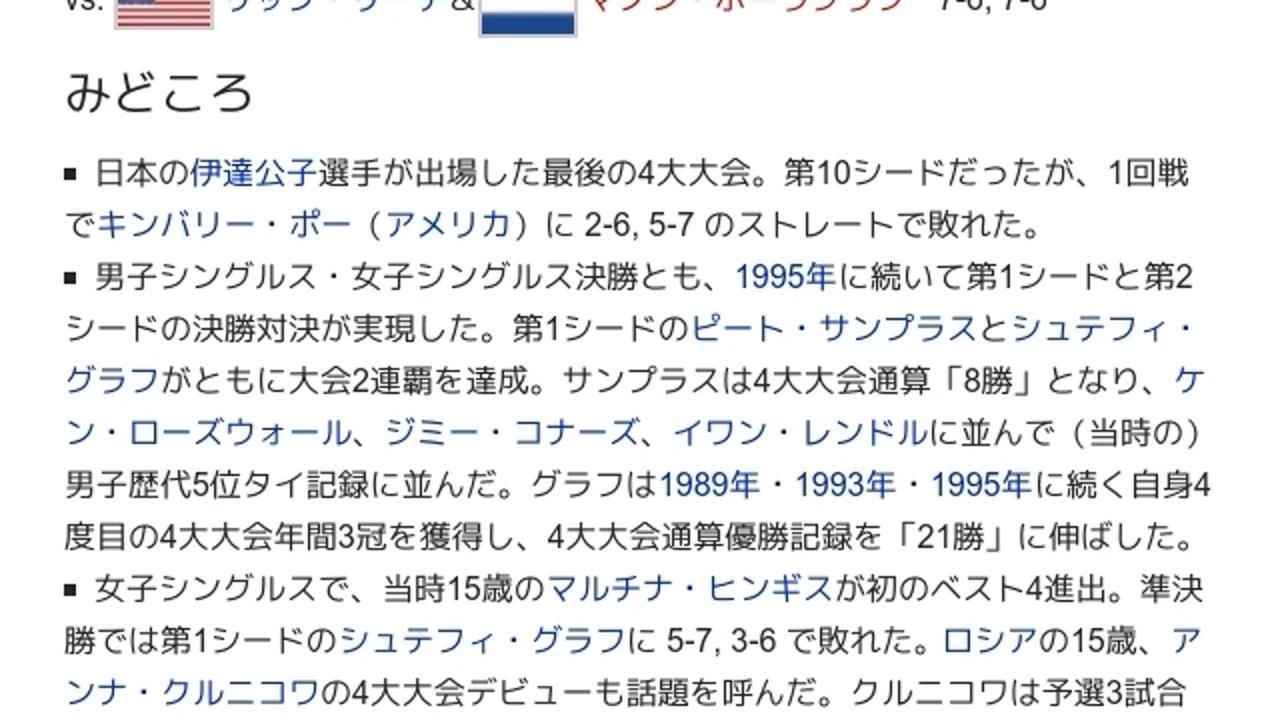 vs. &
みどころ
▪ 日本の伊達公子選手が出場した最後の4大大会。第10シードだったが、1回戦
でキンバリー・ポー（アメリカ）に 2-6, 5-7 のストレートで敗れた。
▪ 男子シングルス・女子シングルス決勝とも、1995年に続いて第1シードと第2
シードの決勝対決が実現した。第1シードのピート・サンプラスとシュテフィ・
グラフがともに大会2連覇を達成。サンプラスは4大大会通算「8勝」となり、ケ
ン・ローズウォール、ジミー・コナーズ、イワン・レンドルに並んで（当時の）
男子歴代5位タイ記録に並んだ。グラフは1989年・1993年・1995年に続く自身4
度目の4大大会年間3冠を獲得し、4大大会通算優勝記録を「21勝」に伸ばした。
▪ 女子シングルスで、当時15歳のマルチナ・ヒンギスが初のベスト4進出。準決
勝では第1シードのシュテフィ・グラフに 5-7, 3-6 で敗れた。ロシアの15歳、ア
ンナ・クルニコワの4大大会デビューも話題を呼んだ。クルニコワは予選3試合